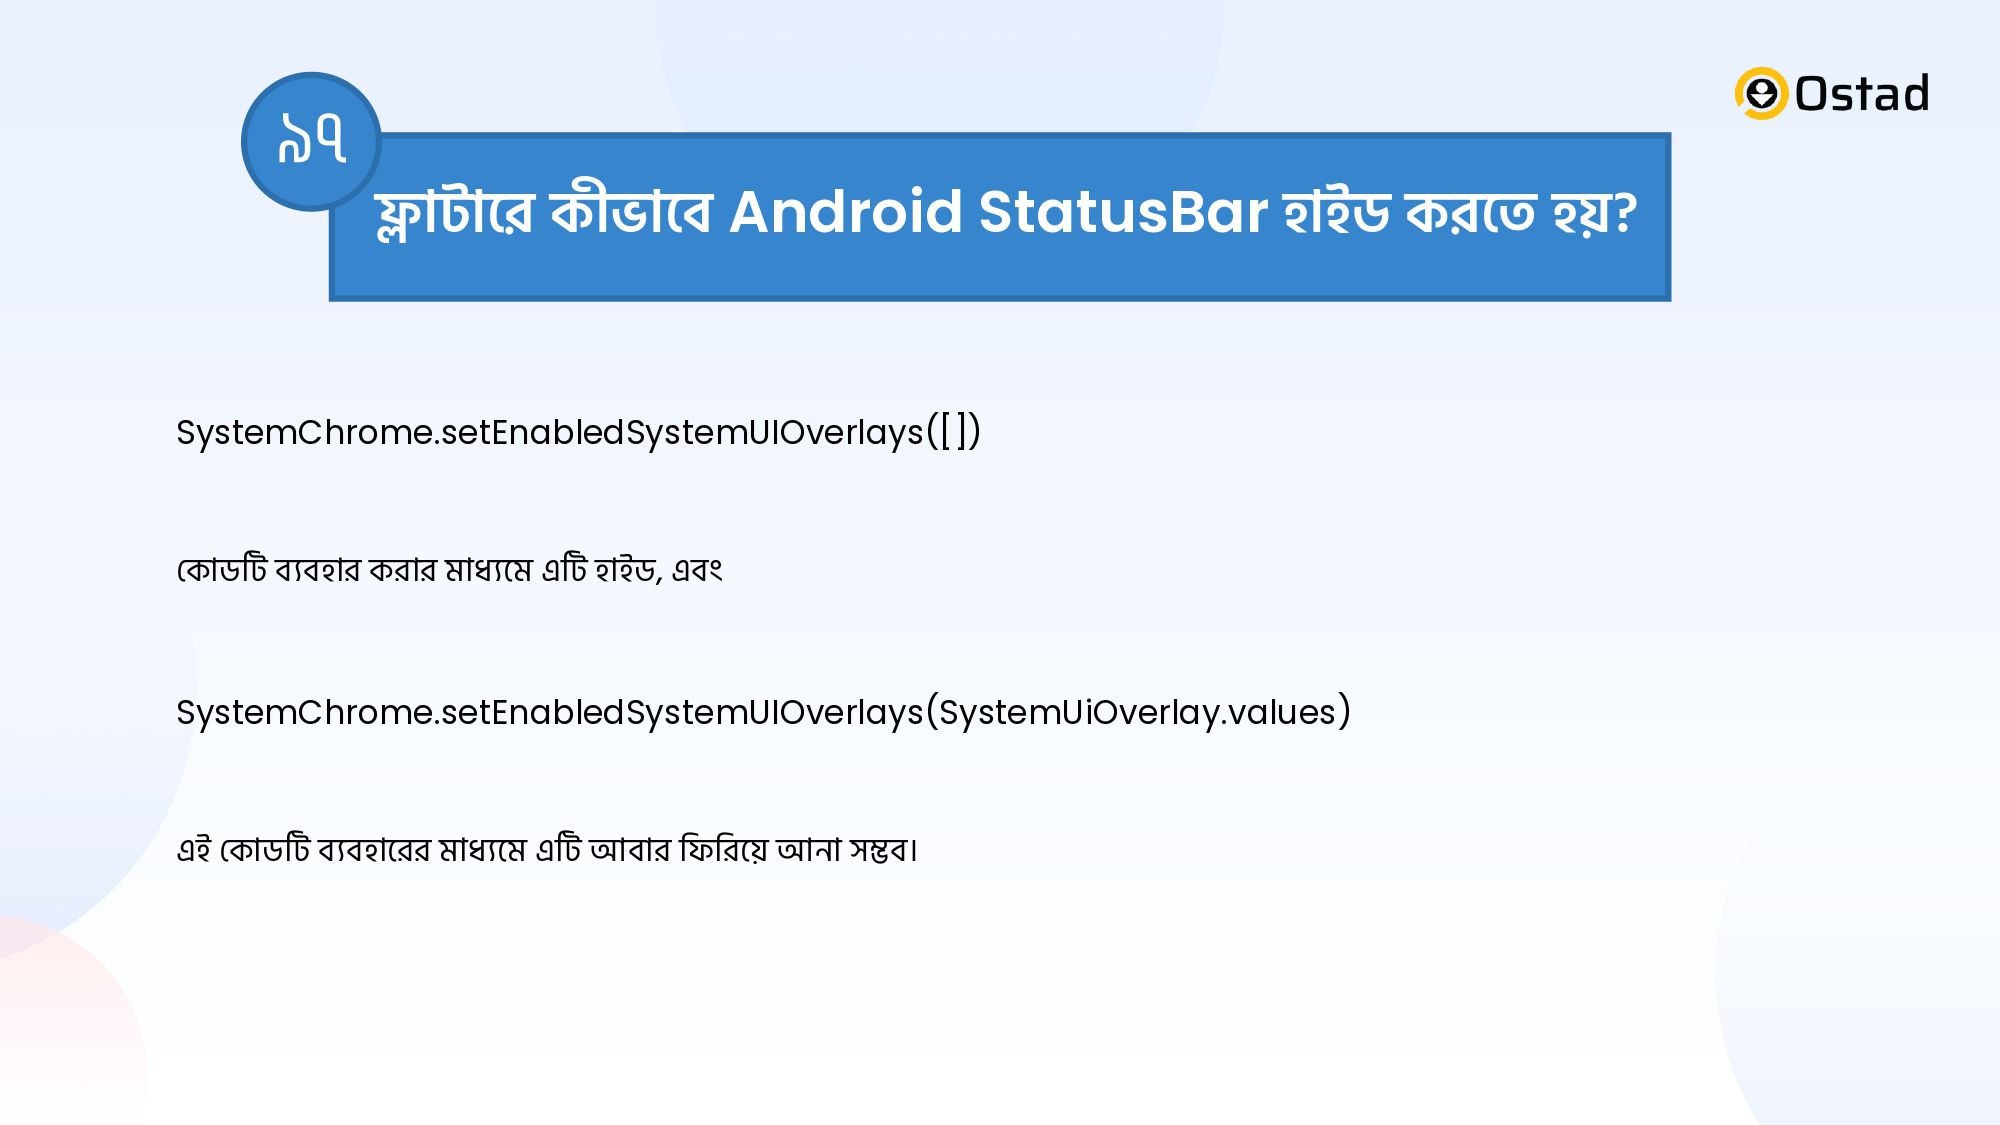 ৯৭
Ostad
ফ্লাটারে কীভাবে Android StatusBar হাইড করতে হয়?
SystemChrome.setEnabledSystemUIOverlays([])
কোডটি ব্যবহার করার মাধ্যমে এটি হাইড, এবং
SystemChrome.setEnabledSystemUIOverlays(SystemUiOverlay.values)
এই কোডটি ব্যবহারের মাধ্যমে এটি আবার ফিরিয়ে আনা সম্ভব।